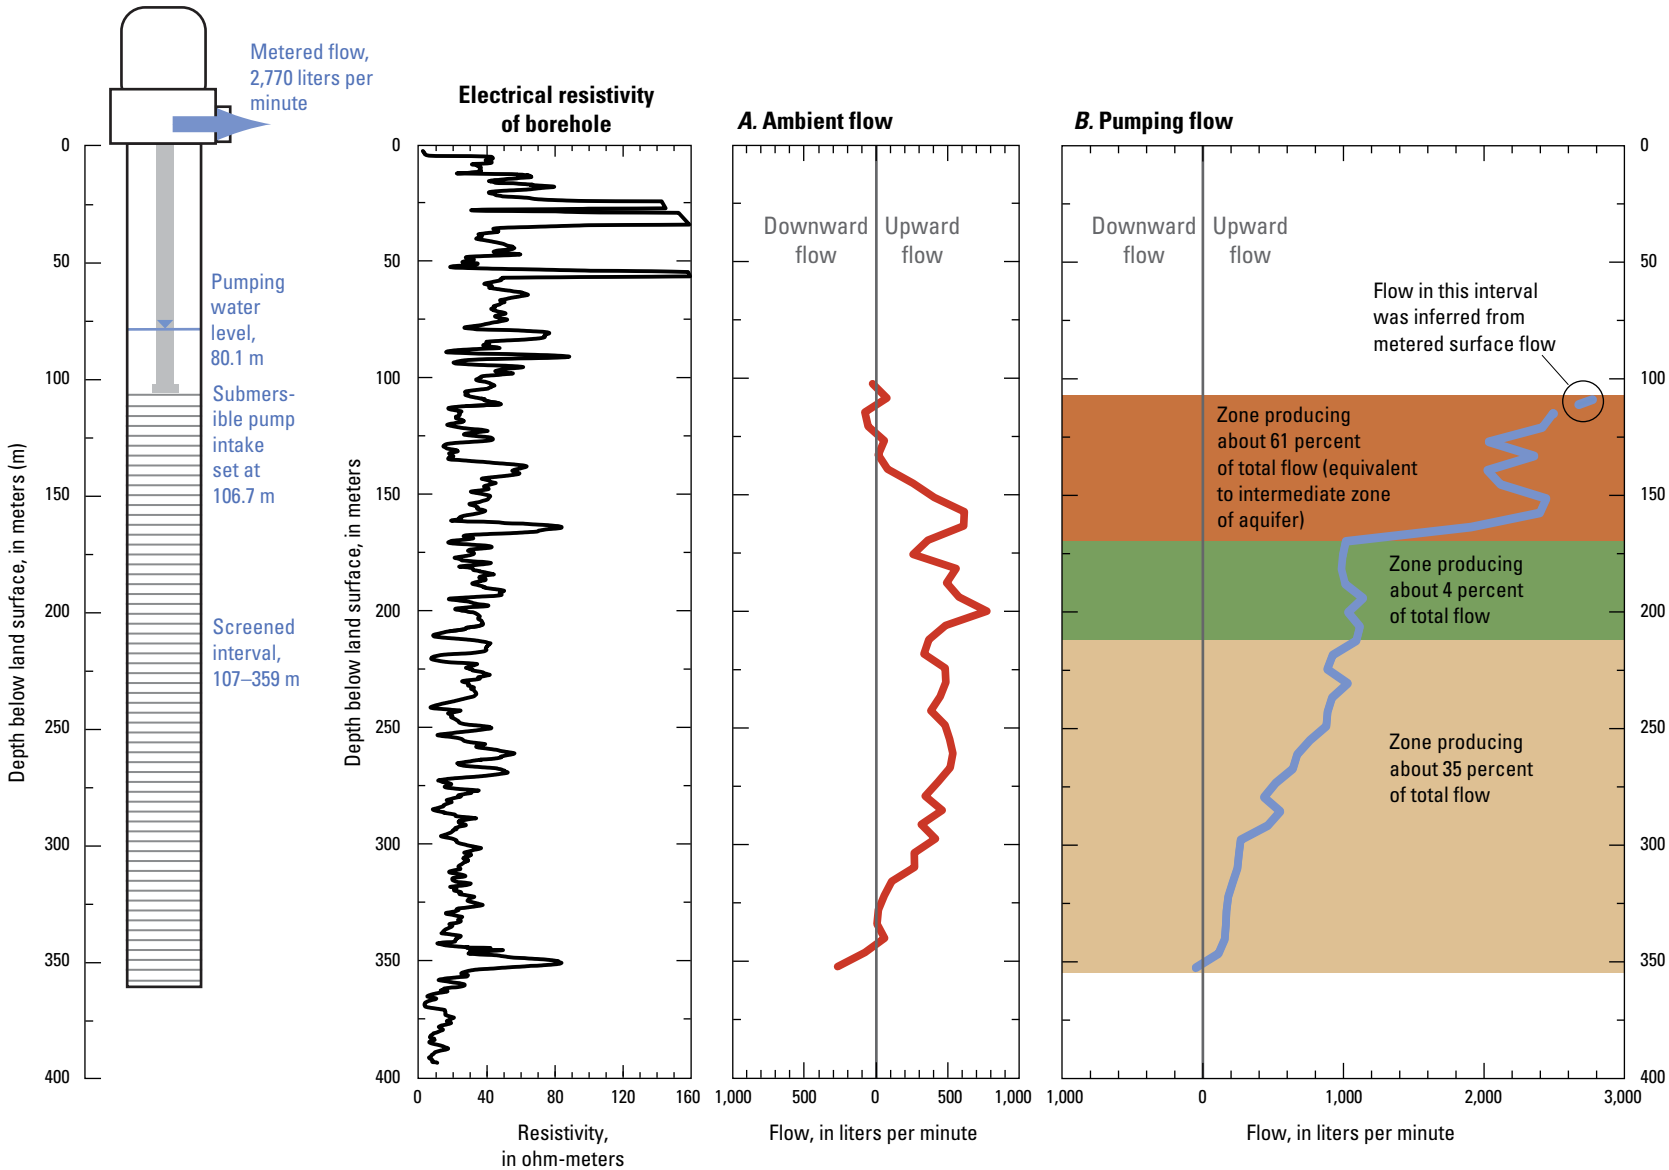 Metered flow,
2,770 liters per
minute
Pumping
water
level,
80.1 m
Submers-
ible pump
intake
set at
106.7 m
Screened
interval,
107–359 m
Depth below land surface, in meters (m)
0
50
100
150
200
250
300
350
400
Electrical resistivity
of borehole
Depth below land surface, in meters
0
50
100
150
200
250
300
350
400
0
40
80
120
160
Resistivity,
in ohm-meters
A. Ambient flow
Downward
flow
Upward
flow
1,000
500
0
500
1,000
Flow, in liters per minute
B. Pumping flow
Downward
flow
Upward
flow
Flow in this interval
was inferred from
metered surface flow
Zone producing
about 61 percent
of total flow (equivalent
to intermediate zone
of aquifer)
Zone producing
about 4 percent
of total flow
Zone producing
about 35 percent
of total flow
0
50
100
150
200
250
300
350
400
1,000
0
1,000
2,000
3,000
Flow, in liters per minute